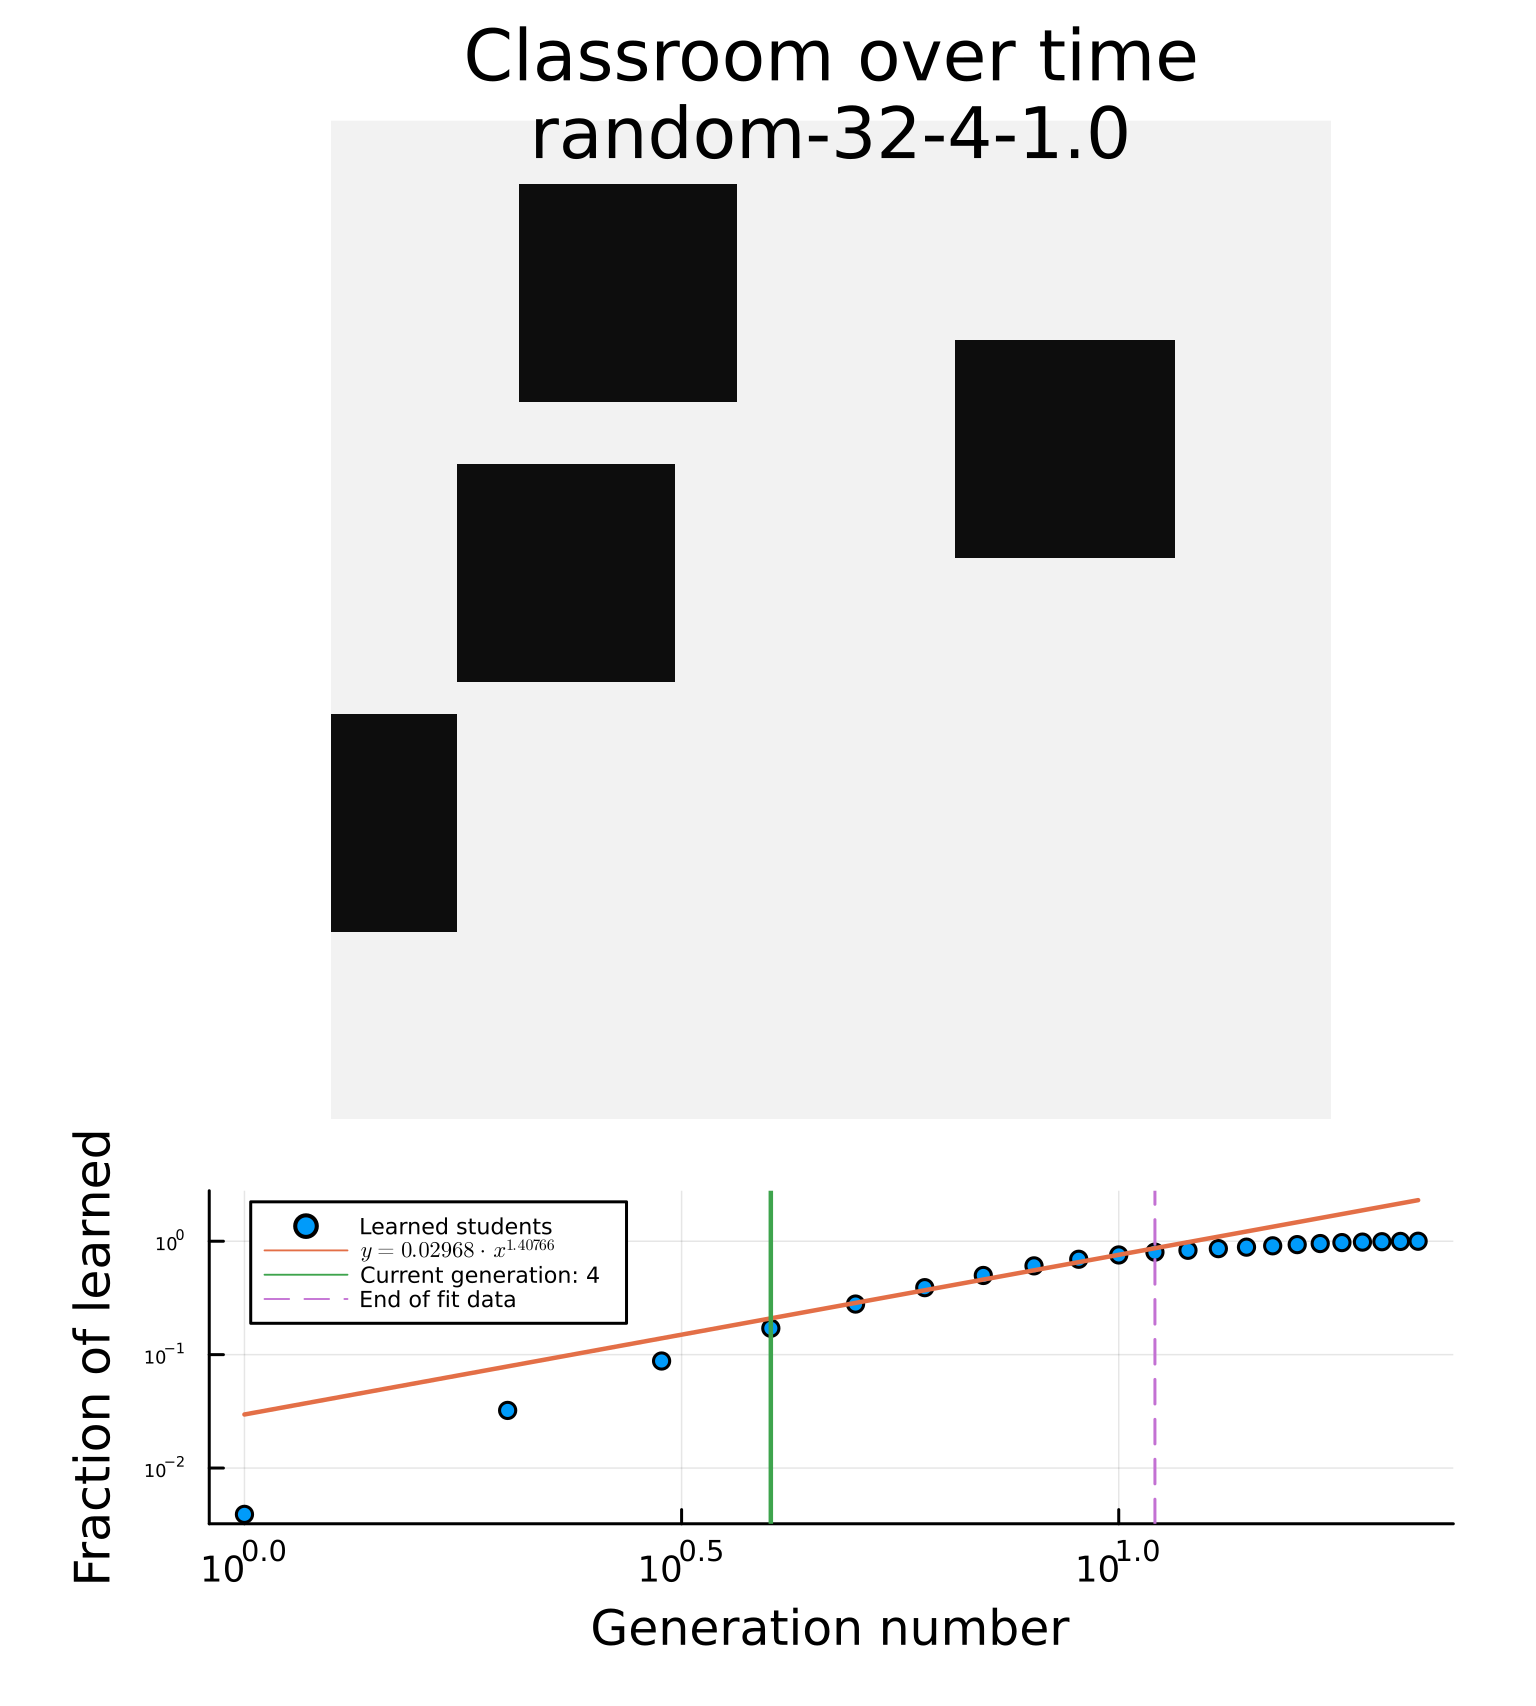 Classroom over time
random-32-4-1.0
Fraction of learned
10⁰
10⁻¹
10⁻²
Learned students
y = 0.02968 · x^1.40766
Current generation: 4
End of fit data
10^0.0
10^0.5
10^1.0
Generation number